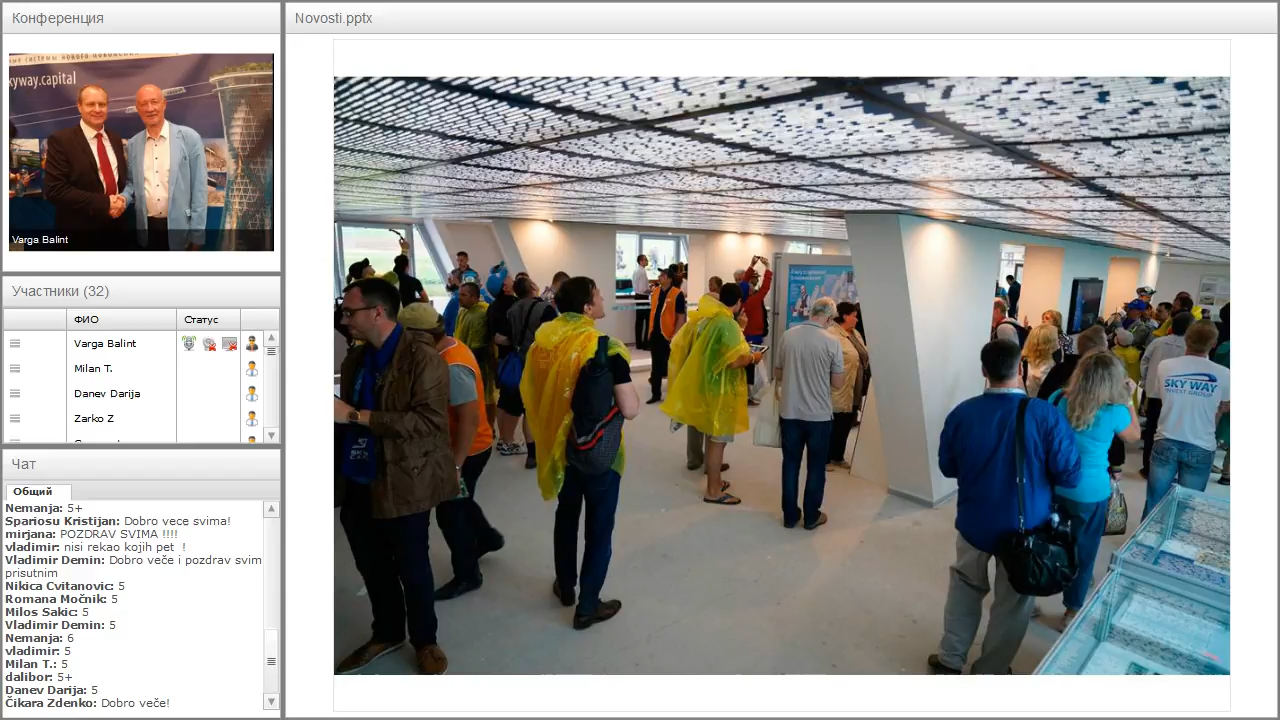 Конференция
Novosti.pptx
skyway.capital
Varga Balint
Участники (32)
ФИО
Статус
Varga Balint
Milan T.
Danev Darija
Zarko Z
Чат
Общий
Nemanja: 5+
Spariosu Kristijan: Dobro vece svima!
mirjana: POZDRAV SVIMA !!!!
vladimir: nisi rekao kojih pet !
Vladimir Demin: Dobro veče i pozdrav svim
prisutnim
Nikica Cvitanovic: 5
Romana Močnik: 5
Milos Sakic: 5
Vladimir Demin: 5
Nemanja: 6
vladimir: 5
Milan T.: 5
dalibor: 5+
Danev Darija: 5
Čikara Zdenko: Dobro veče!
SKY WAY
INVEST GROUP